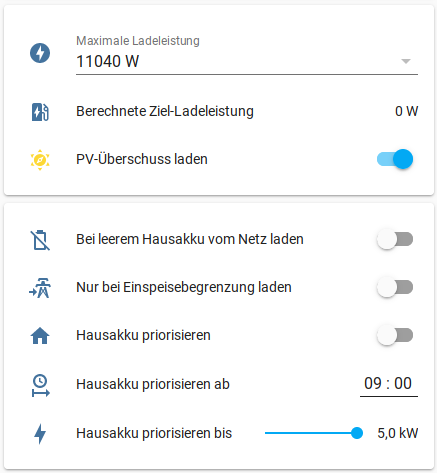 Maximale Ladeleistung
11040 W
Berechnete Ziel-Ladeleistung 0 W
PV-Überschuss laden
Bei leerem Hausakku vom Netz laden
Nur bei Einspeisebegrenzung laden
Hausakku priorisieren
Hausakku priorisieren ab 09 : 00
Hausakku priorisieren bis 5,0 kW